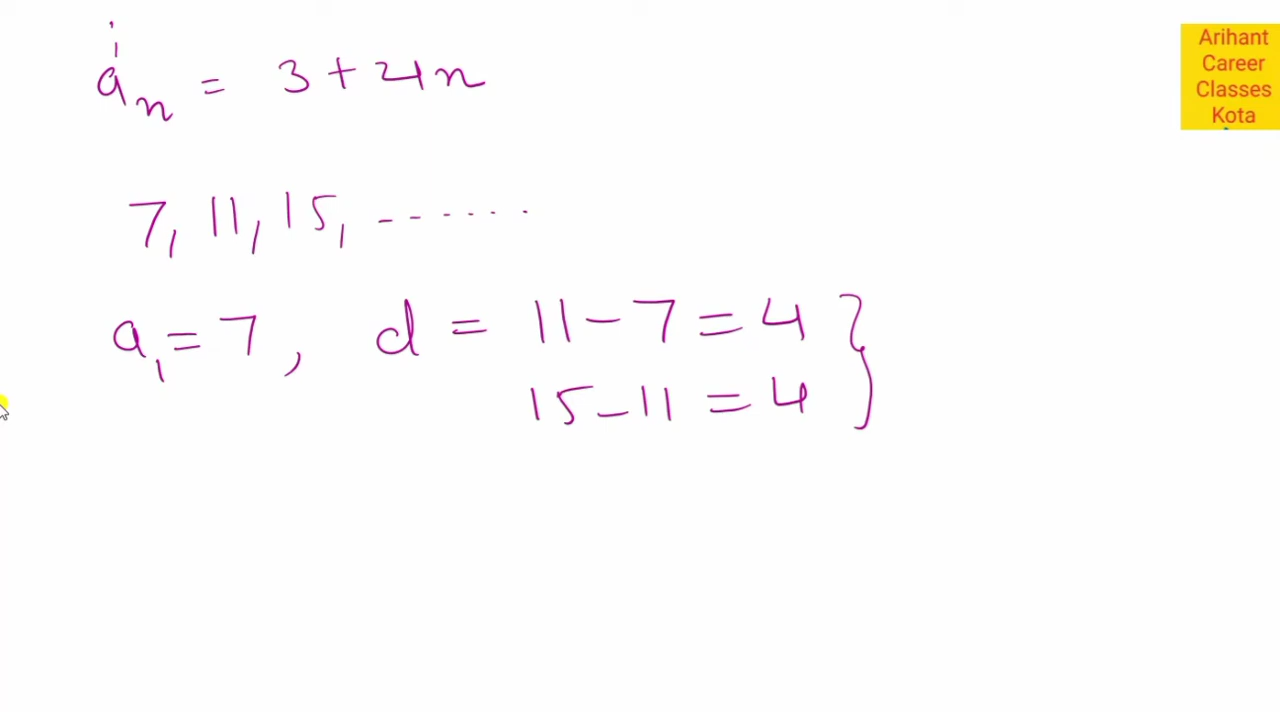 aₙ = 3 + 4n
7, 11, 15, - - - - - -
a₁ = 7 , d = 11 - 7 = 4 }
15 - 11 = 4
Arihant
Career
Classes
Kota